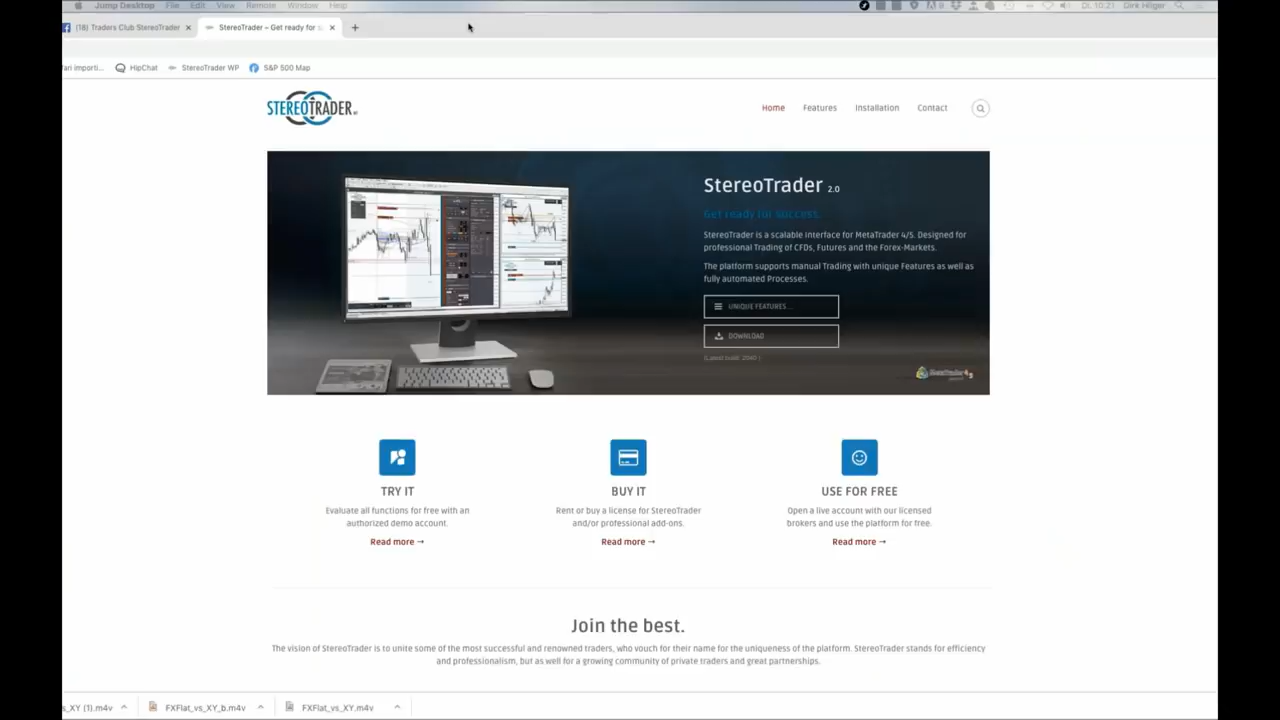 Jump Desktop File Edit View Remote Window Help
Di. 10:21 Dirk Hilger
(18) Traders Club StereoTrader
StereoTrader – Get ready for s
HipChat StereoTrader WP S&P 500 Map
STEREOTRADER
Home Features Installation Contact
StereoTrader 2.0
Get ready for success.
StereoTrader is a scalable Interface for MetaTrader 4/5. Designed for
professional Trading of CFDs, Futures and the Forex-Markets.
The platform supports manual Trading with unique Features as well as
fully automated Processes.
UNIQUE FEATURES ...
DOWNLOAD
(Latest build: 2040 )
MetaTrader 4/5
TRY IT
Evaluate all functions for free with an
authorized demo account.
Read more →
BUY IT
Rent or buy a license for StereoTrader
and/or professional add-ons.
Read more →
USE FOR FREE
Open a live account with our licensed
brokers and use the platform for free.
Read more →
Join the best.
The vision of StereoTrader is to unite some of the most successful and renowned traders, who vouch for their name for the uniqueness of the platform. StereoTrader stands for efficiency
and professionalism, but as well for a growing community of private traders and great partnerships.
s_XY (1).m4v FXFlat_vs_XY_b.m4v FXFlat_vs_XY.m4v